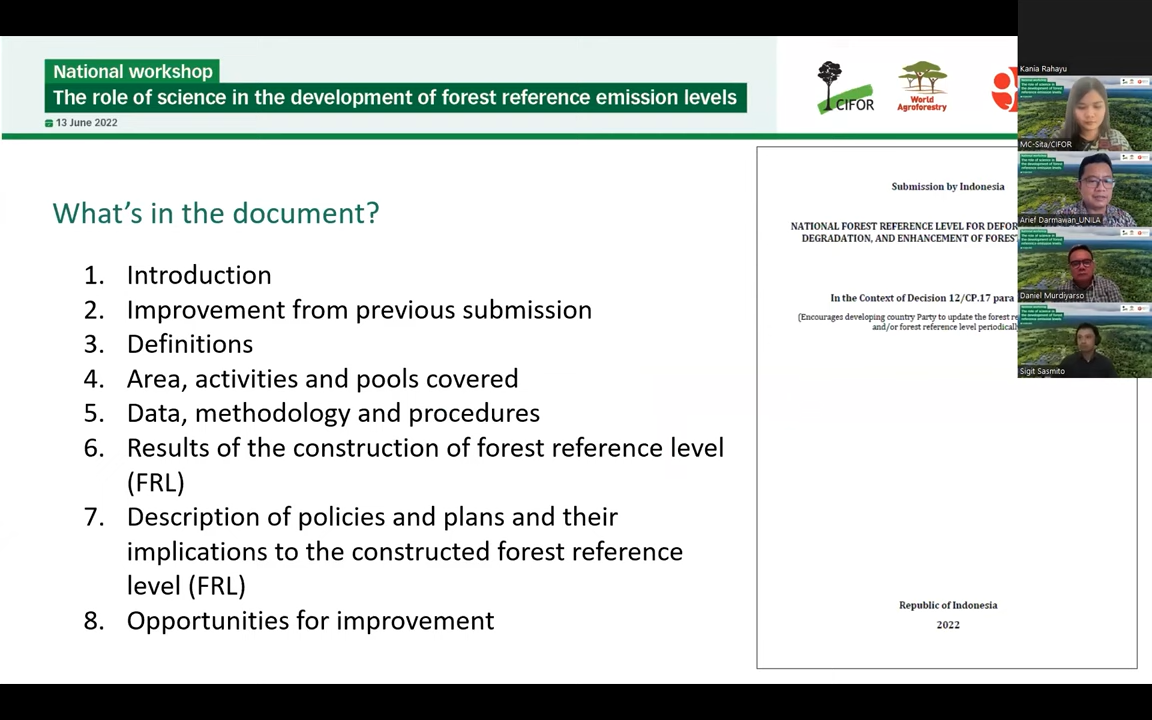 National workshop
The role of science in the development of forest reference emission levels
13 June 2022
CIFOR
World
Agroforestry
What's in the document?
1. Introduction
2. Improvement from previous submission
3. Definitions
4. Area, activities and pools covered
5. Data, methodology and procedures
6. Results of the construction of forest reference level
(FRL)
7. Description of policies and plans and their
implications to the constructed forest reference
level (FRL)
8. Opportunities for improvement
Submission by Indonesia
NATIONAL FOREST REFERENCE LEVEL FOR
DEGRADATION, AND ENHANCEMENT OF
In the Context of Decision 12/CP.17 para
(Encourages developing country Party to update the forest
and/or forest reference level periodically
Republic of Indonesia
2022
Kania Rahayu
MC-Sita/CIFOR
Arief Darmawan_UNILA
Daniel Murdiyarso
Sigit Sasmito